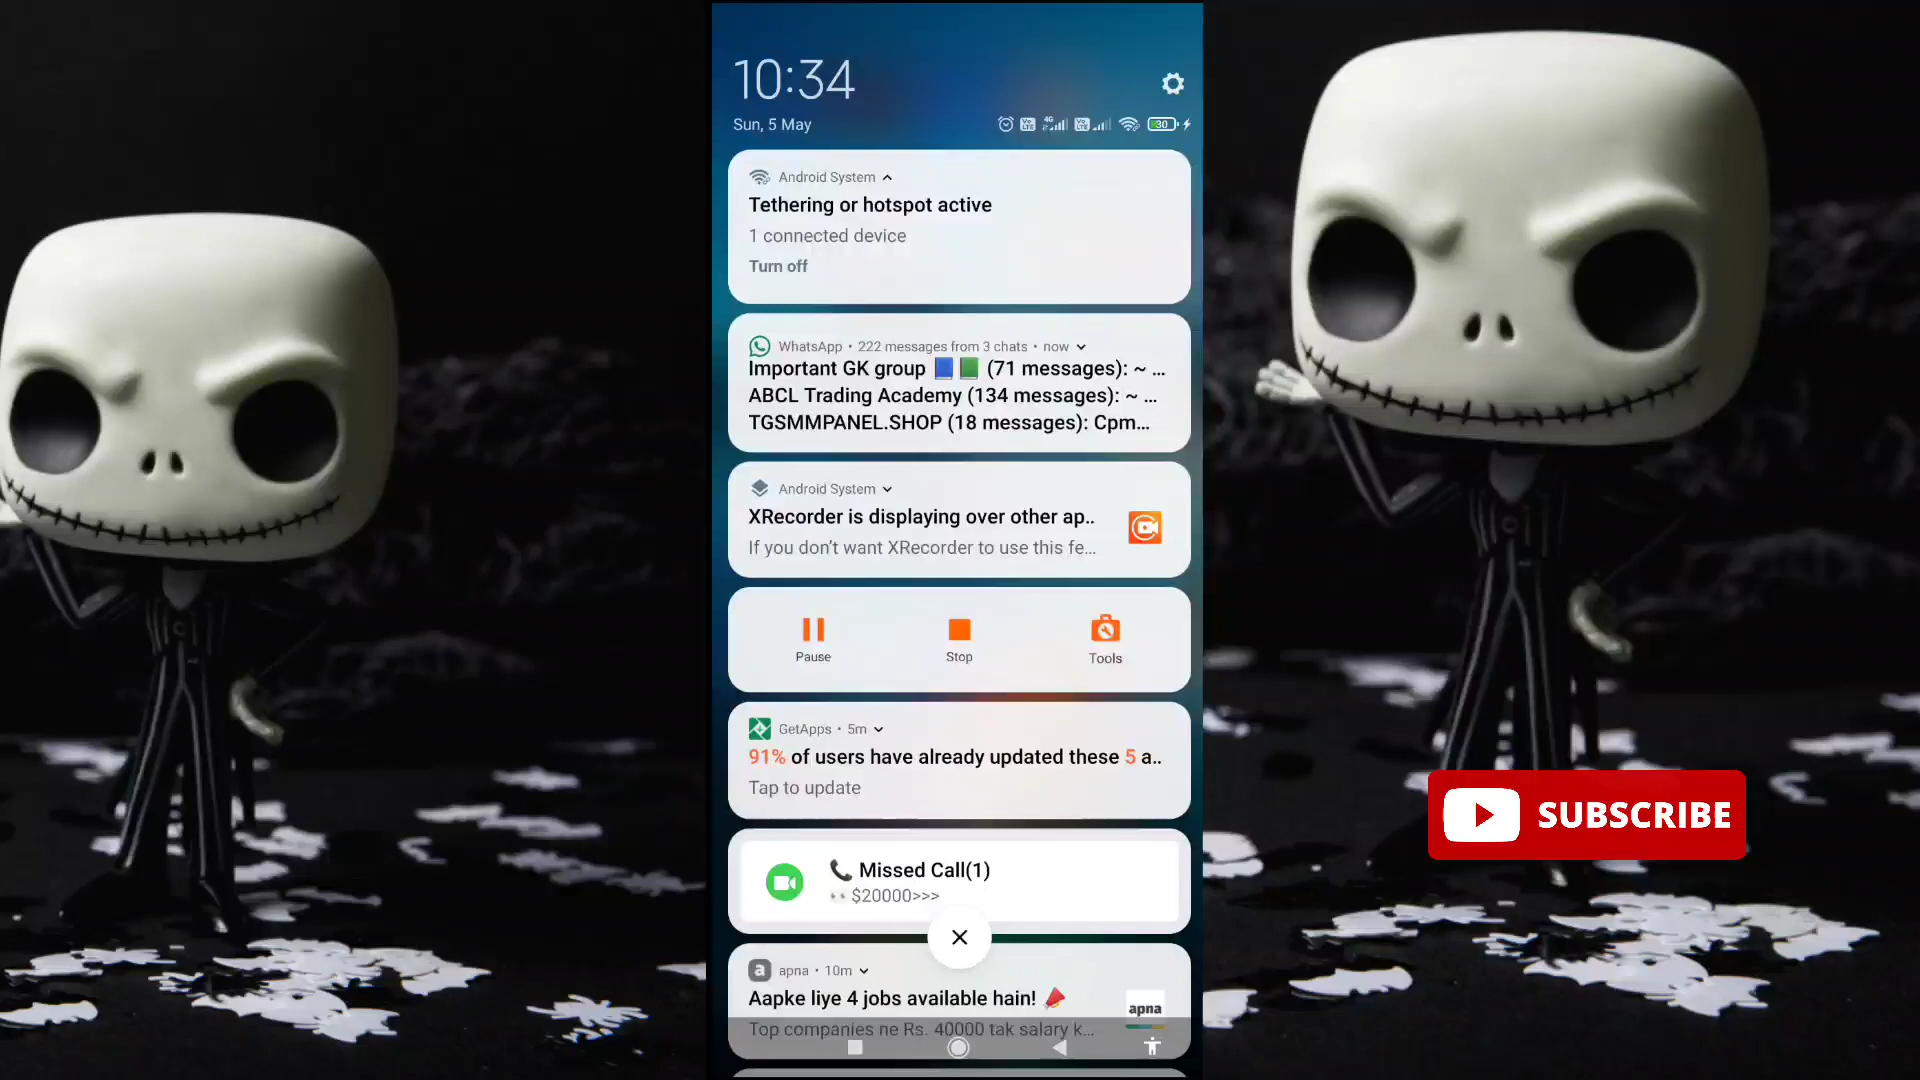 10:34
Sun, 5 May
4G
30
Android System
Tethering or hotspot active
1 connected device
Turn off
WhatsApp • 222 messages from 3 chats • now
Important GK group 📘📗 (71 messages): ~ ...
ABCL Trading Academy (134 messages): ~ ...
TGSMMPANEL.SHOP (18 messages): Cpm...
Android System
XRecorder is displaying over other ap..
If you don’t want XRecorder to use this fe...
Pause
Stop
Tools
GetApps • 5m
91% of users have already updated these 5 a..
Tap to update
📞 Missed Call(1)
👀 $20000>>>
SUBSCRIBE
a apna • 10m
Aapke liye 4 jobs available hain! 📣
apna
Top companies ne Rs. 40000 tak salary k...